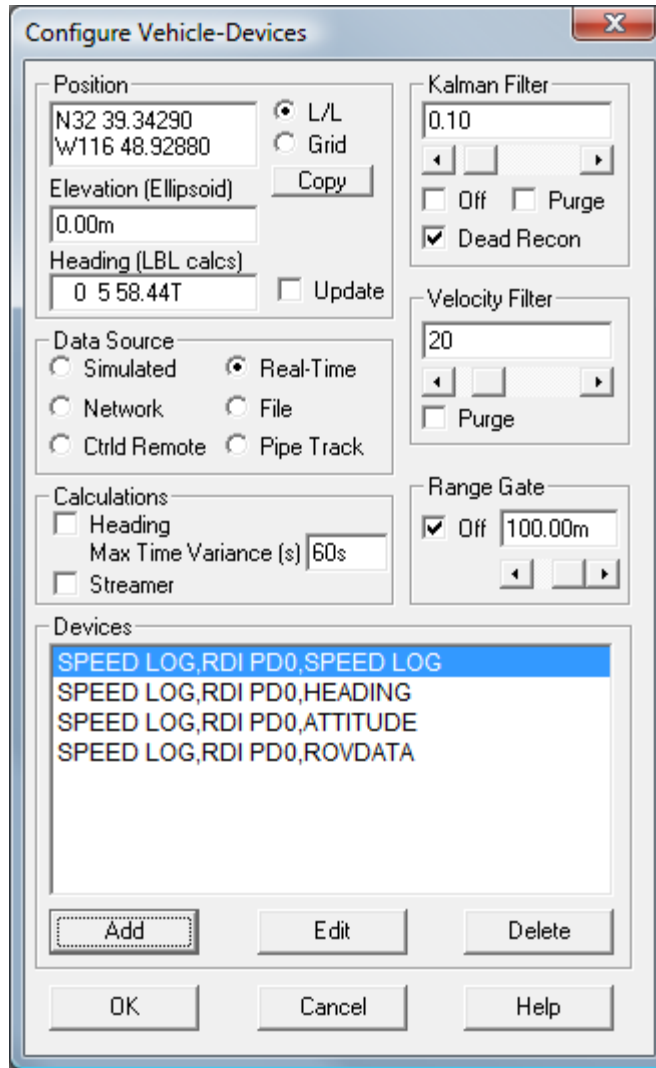 Configure Vehicle-Devices
Position
N32 39.34290
W116 48.92880
L/L
Grid
Copy
Elevation (Ellipsoid)
0.00m
Heading (LBL calcs)
0 5 58.44T
Update
Kalman Filter
0.10
Off Purge
Dead Recon
Data Source
Simulated Real-Time
Network File
Ctrld Remote Pipe Track
Velocity Filter
20
Purge
Calculations
Heading
Max Time Variance (s) 60s
Streamer
Range Gate
Off 100.00m
Devices
SPEED LOG,RDI PD0,SPEED LOG
SPEED LOG,RDI PD0,HEADING
SPEED LOG,RDI PD0,ATTITUDE
SPEED LOG,RDI PD0,ROVDATA
Add Edit Delete
OK Cancel Help